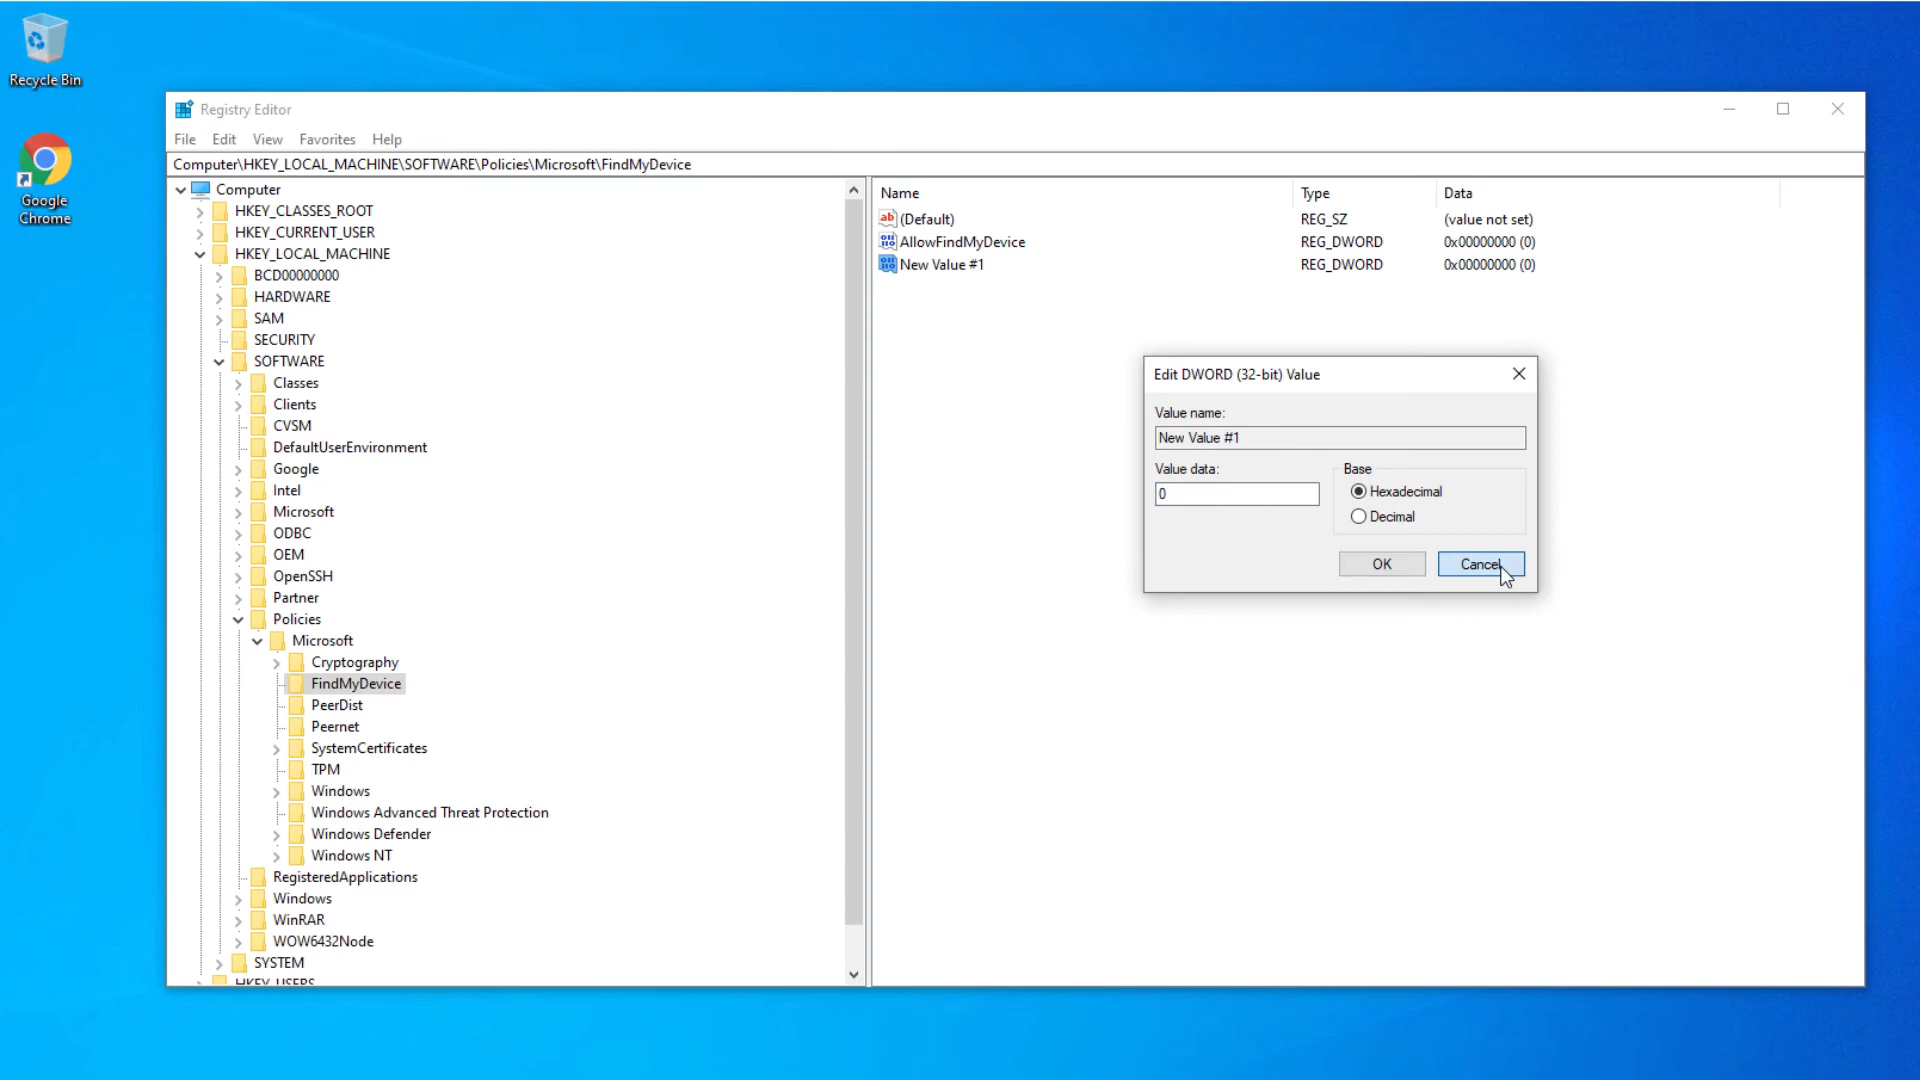 Recycle Bin
Google
Chrome
Registry Editor
File Edit View Favorites Help
Computer\HKEY_LOCAL_MACHINE\SOFTWARE\Policies\Microsoft\FindMyDevice
Computer
HKEY_CLASSES_ROOT
HKEY_CURRENT_USER
HKEY_LOCAL_MACHINE
BCD00000000
HARDWARE
SAM
SECURITY
SOFTWARE
Classes
Clients
CVSM
DefaultUserEnvironment
Google
Intel
Microsoft
ODBC
OEM
OpenSSH
Partner
Policies
Microsoft
Cryptography
FindMyDevice
PeerDist
Peernet
SystemCertificates
TPM
Windows
Windows Advanced Threat Protection
Windows Defender
Windows NT
RegisteredApplications
Windows
WinRAR
WOW6432Node
SYSTEM
HKEY_USERS
Name Type Data
(Default) REG_SZ (value not set)
AllowFindMyDevice REG_DWORD 0x00000000 (0)
New Value #1 REG_DWORD 0x00000000 (0)
Edit DWORD (32-bit) Value
Value name:
New Value #1
Value data: Base
0
Hexadecimal
Decimal
OK Cancel